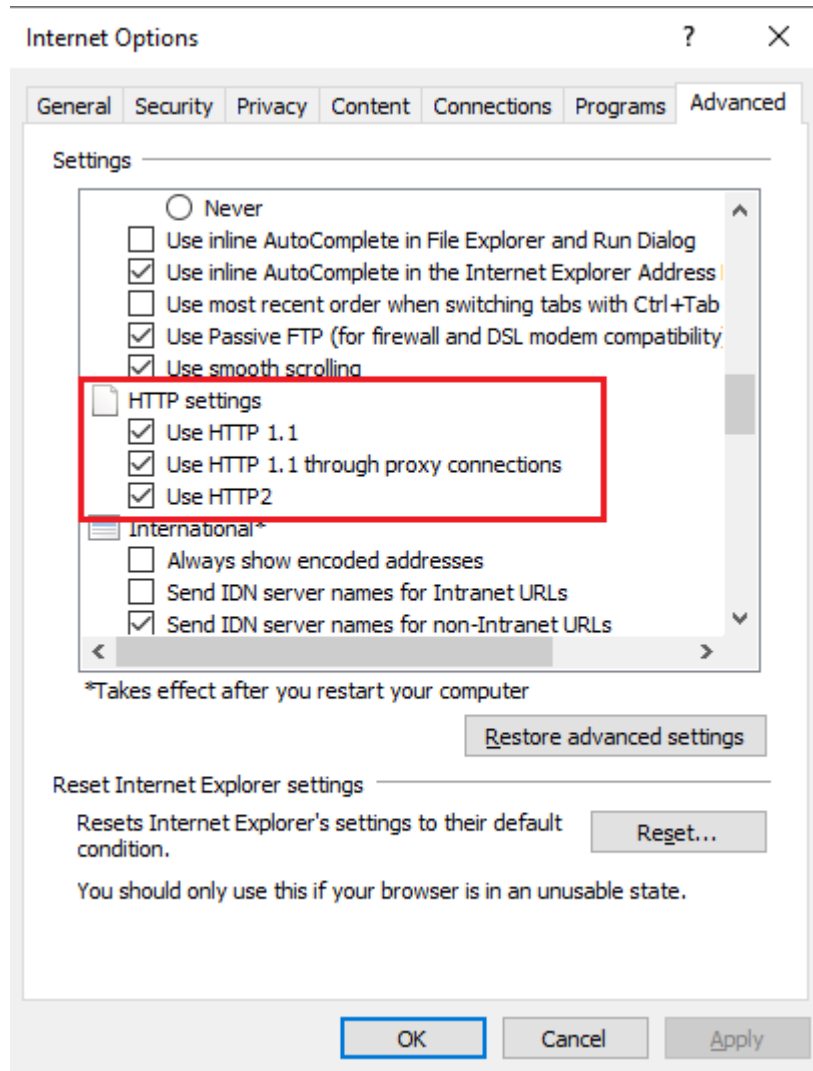 Internet Options
General Security Privacy Content Connections Programs Advanced
Settings
Never
Use inline AutoComplete in File Explorer and Run Dialog
Use inline AutoComplete in the Internet Explorer Address
Use most recent order when switching tabs with Ctrl+Tab
Use Passive FTP (for firewall and DSL modem compatibility
Use smooth scrolling
HTTP settings
Use HTTP 1.1
Use HTTP 1.1 through proxy connections
Use HTTP2
International*
Always show encoded addresses
Send IDN server names for Intranet URLs
Send IDN server names for non-Intranet URLs
*Takes effect after you restart your computer
Restore advanced settings
Reset Internet Explorer settings
Resets Internet Explorer's settings to their default
condition.
Reset...
You should only use this if your browser is in an unusable state.
OK Cancel Apply